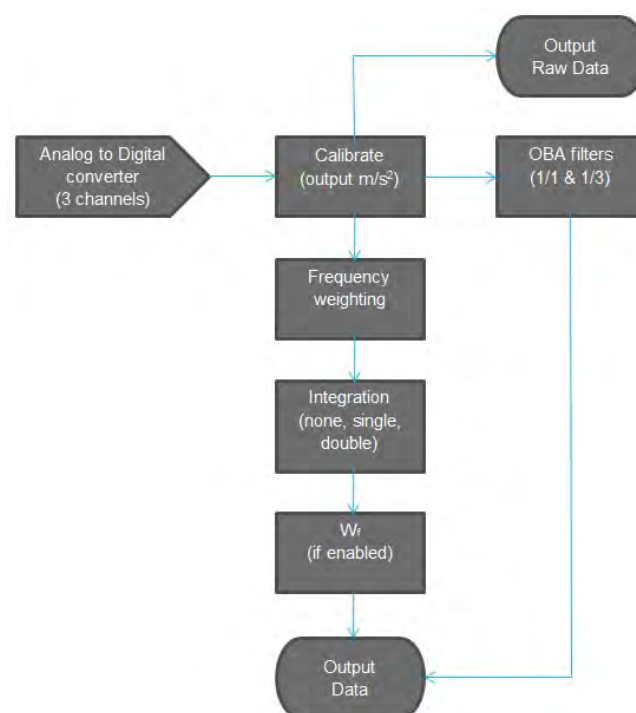 Output
Raw Data
Analog to Digital
converter
(3 channels)
Calibrate
(output m/s²)
OBA filters
(1/1 & 1/3)
Frequency
weighting
Integration
(none, single,
double)
Wf
(if enabled)
Output
Data